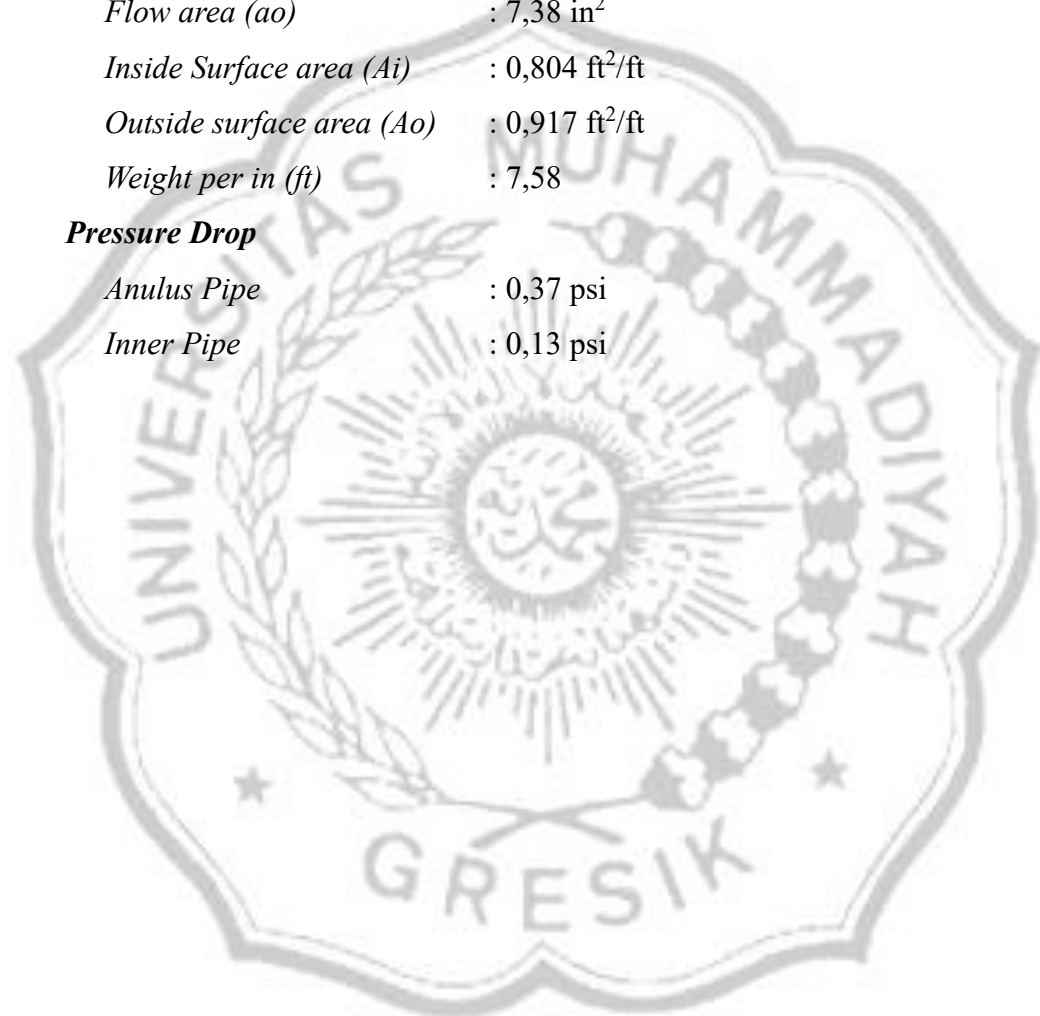 Flow area (ao) : 7,38 in²
Inside Surface area (Ai) : 0,804 ft²/ft
Outside surface area (Ao) : 0,917 ft²/ft
Weight per in (ft) : 7,58
Pressure Drop
Anulus Pipe : 0,37 psi
Inner Pipe : 0,13 psi
UNIVERSITAS MUHAMMADIYAH
GRESIK